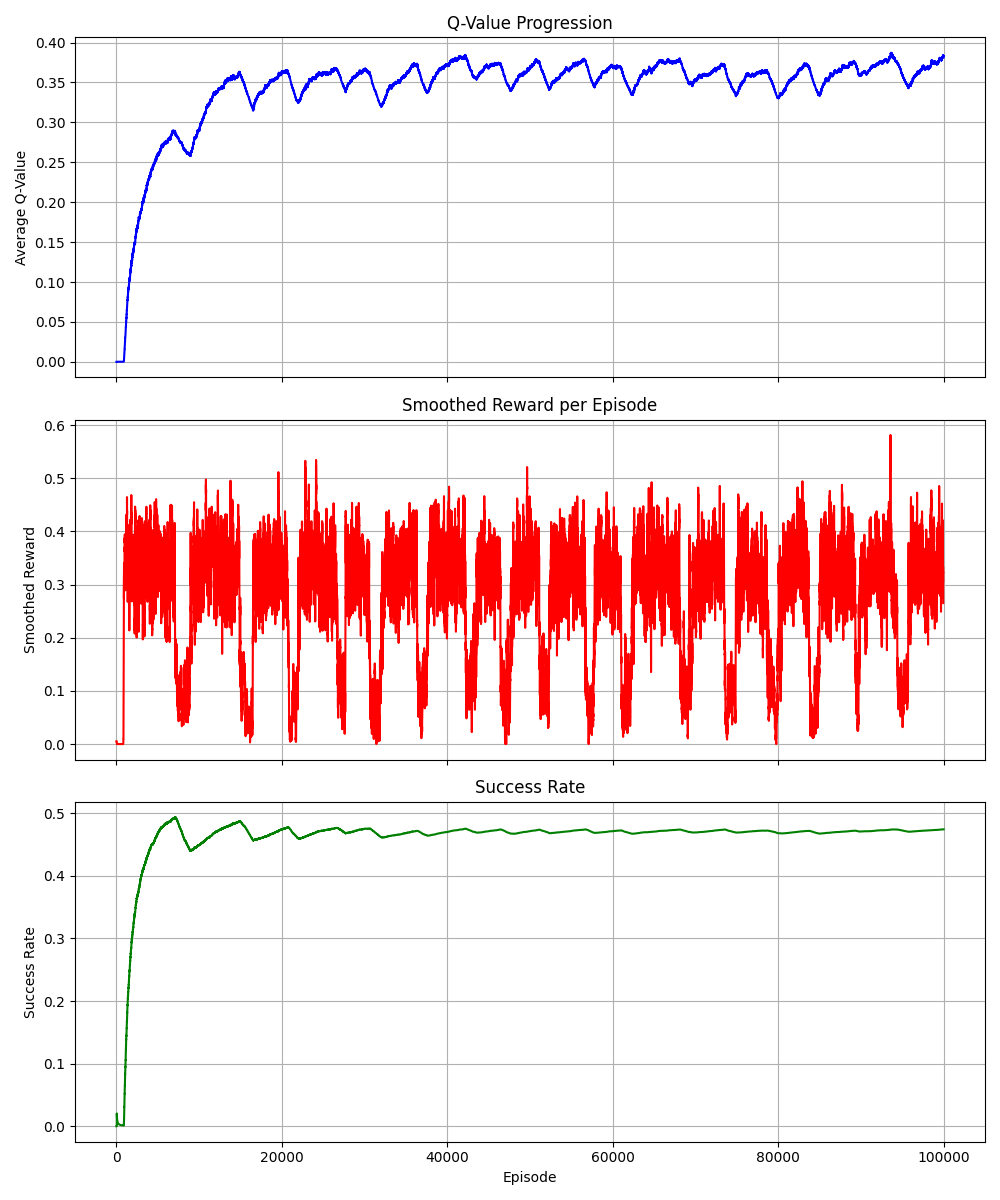 Q-Value Progression
0.40
0.35
0.30
0.25
0.20
0.15
0.10
0.05
0.00
Average Q-Value
Smoothed Reward per Episode
0.6
0.5
0.4
0.3
0.2
0.1
0.0
Smoothed Reward
Success Rate
0.5
0.4
0.3
0.2
0.1
0.0
Success Rate
0 20000 40000 60000 80000 100000
Episode